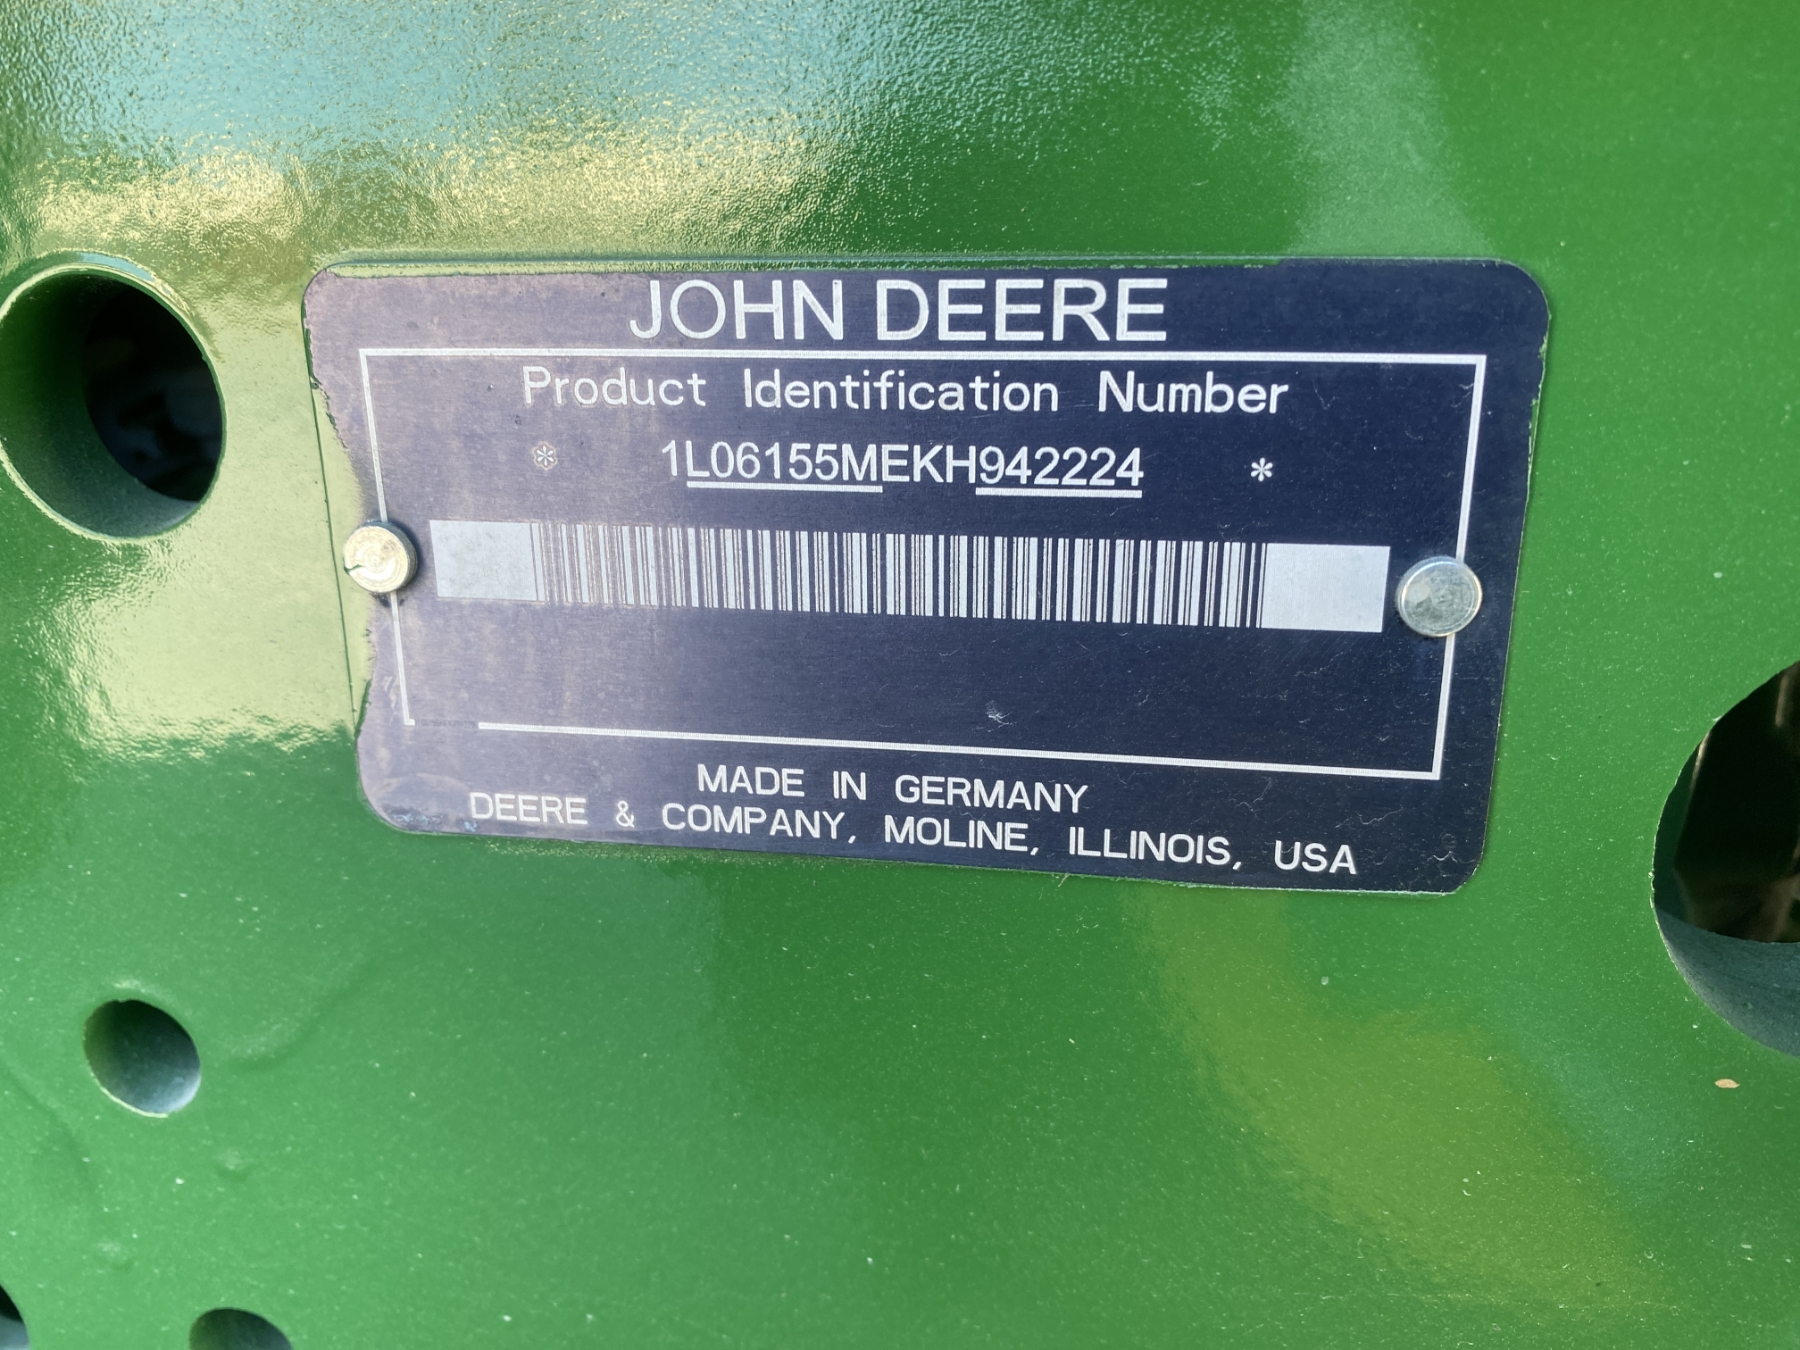 JOHN DEERE
Product Identification Number
* 1L06155MEKH942224 *
MADE IN GERMANY
DEERE & COMPANY, MOLINE, ILLINOIS, USA